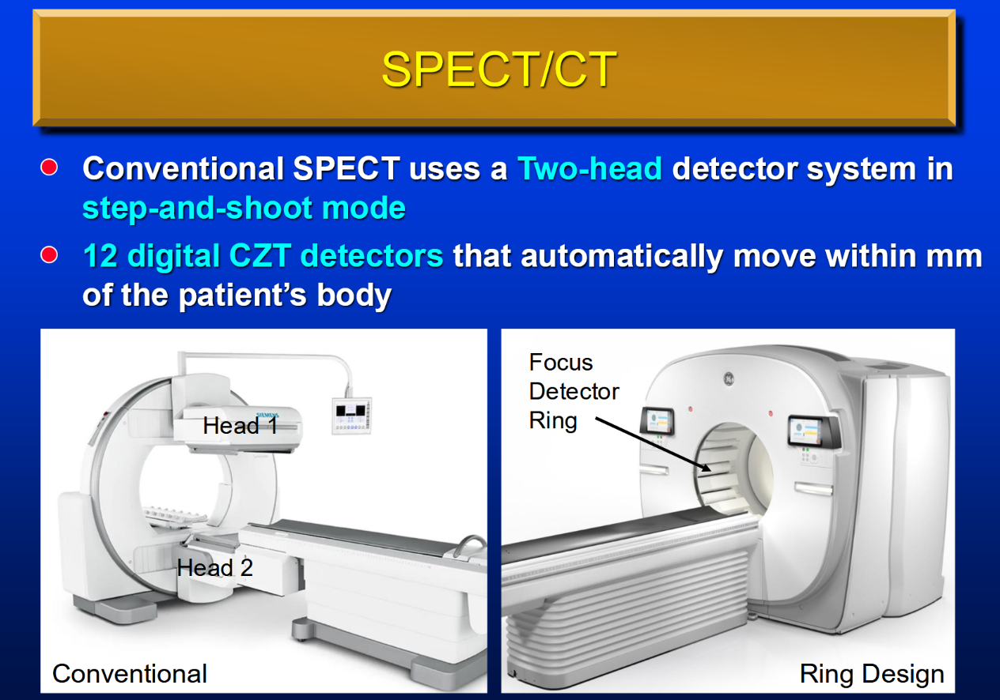 SPECT/CT
Conventional SPECT uses a Two-head detector system in
step-and-shoot mode
12 digital CZT detectors that automatically move within mm
of the patient's body
Focus
Detector
Ring
SIEMENS
Head 1
Head 2
Conventional
Ring Design